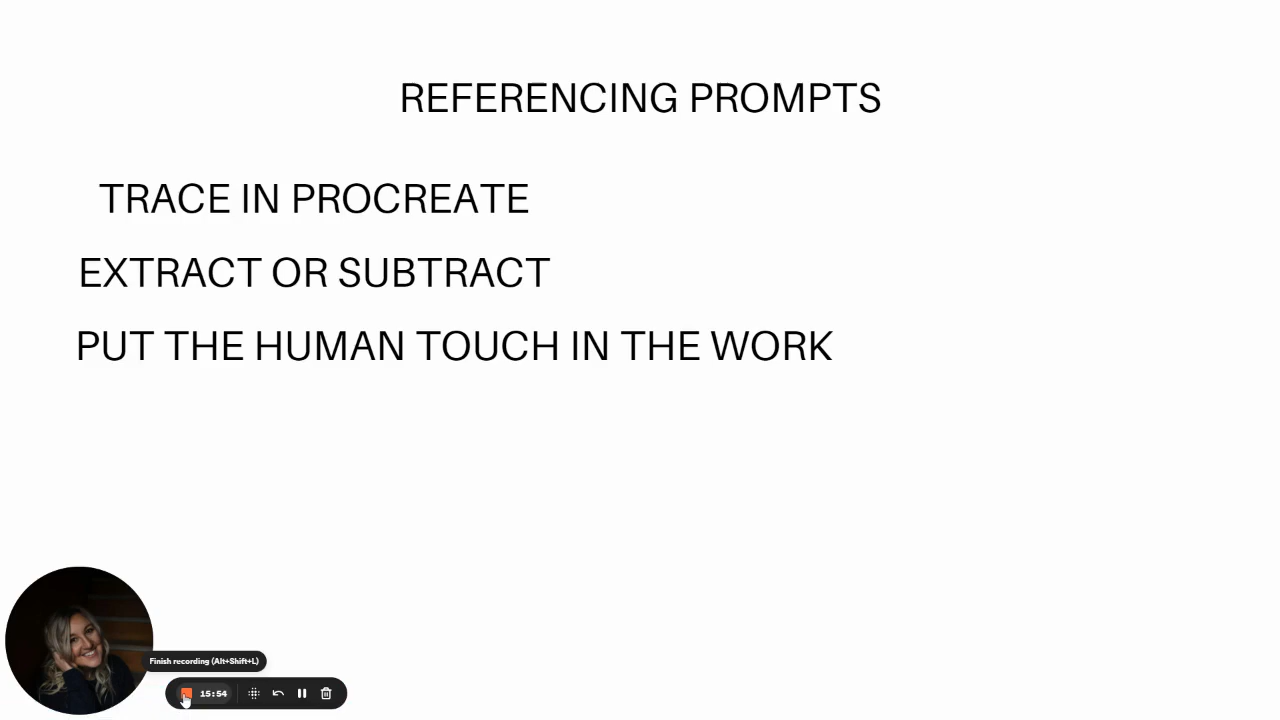 REFERENCING PROMPTS
TRACE IN PROCREATE
EXTRACT OR SUBTRACT
PUT THE HUMAN TOUCH IN THE WORK
Finish recording (Alt+Shift+L)
15:54